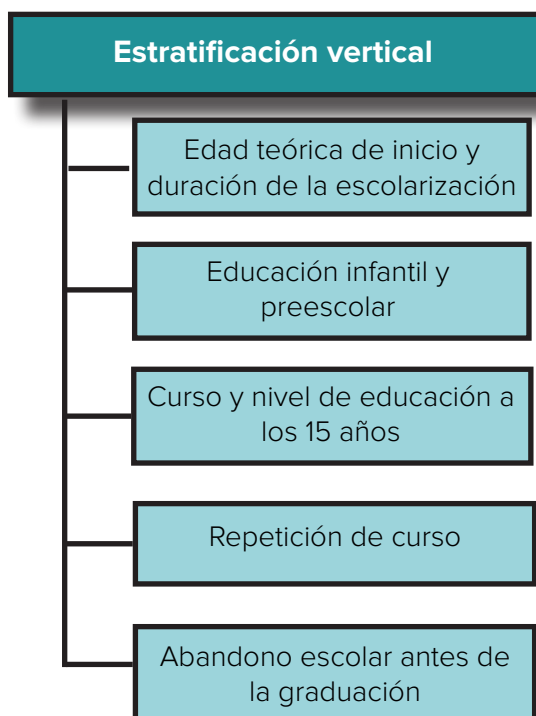 Estratificación vertical
Edad teórica de inicio y
duración de la escolarización
Educación infantil y
preescolar
Curso y nivel de educación a
los 15 años
Repetición de curso
Abandono escolar antes de
la graduación